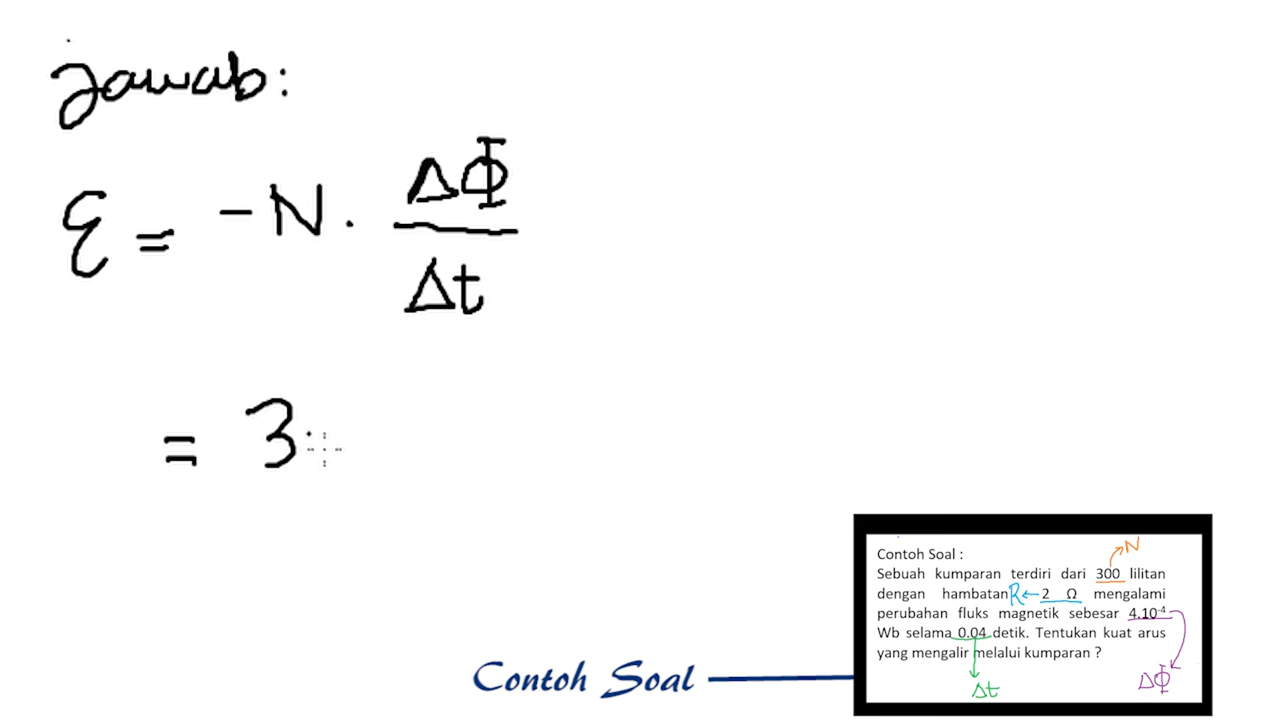 Jawab:
ε = -N . ΔΦ / Δt
= 3
Contoh Soal
Contoh Soal :
N
Sebuah kumparan terdiri dari 300 lilitan
dengan hambatan R ← 2 Ω mengalami
perubahan fluks magnetik sebesar 4.10⁻⁴
Wb selama 0.04 detik. Tentukan kuat arus
yang mengalir melalui kumparan ?
Δt
ΔΦ